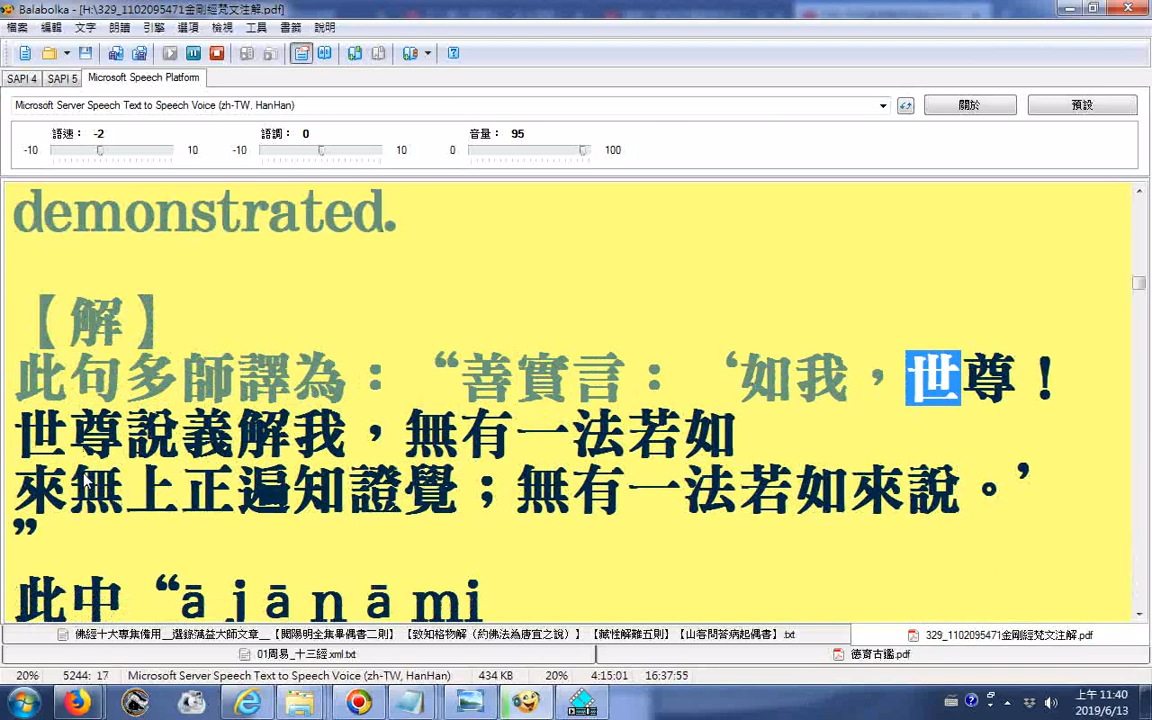 Balabolka - [H:\329_1102095471金剛經梵文注解.pdf]
檔案 編輯 文字 朗讀 引擎 選項 檢視 工具 書籤 說明
SAPI 4 SAPI 5 Microsoft Speech Platform
Microsoft Server Speech Text to Speech Voice (zh-TW, HanHan) 關於 預設
語速： -2 語調： 0 音量： 95
-10 10 -10 10 0 100
demonstrated.
【解】
此句多師譯為：“善實言：‘如我，世尊！
世尊說義解我，無有一法若如
來無上正遍知證覺；無有一法若如來說。’
”
此中“ājānāmi
佛經十大專集備用__選錄澫益大師文章__【閱陽明全集畢偶書二則】【致知格物解（約佛法為唐宜之說）】【藏性解難五則】【山客問答病起偶書】.txt 329_1102095471金剛經梵文注解.pdf
01周易_十三經.xml.txt 德育古鑑.pdf
20% 5244: 17 Microsoft Server Speech Text to Speech Voice (zh-TW, HanHan) 434 KB 20% 4:15:01 16:37:55
上午 11:40
2019/6/13